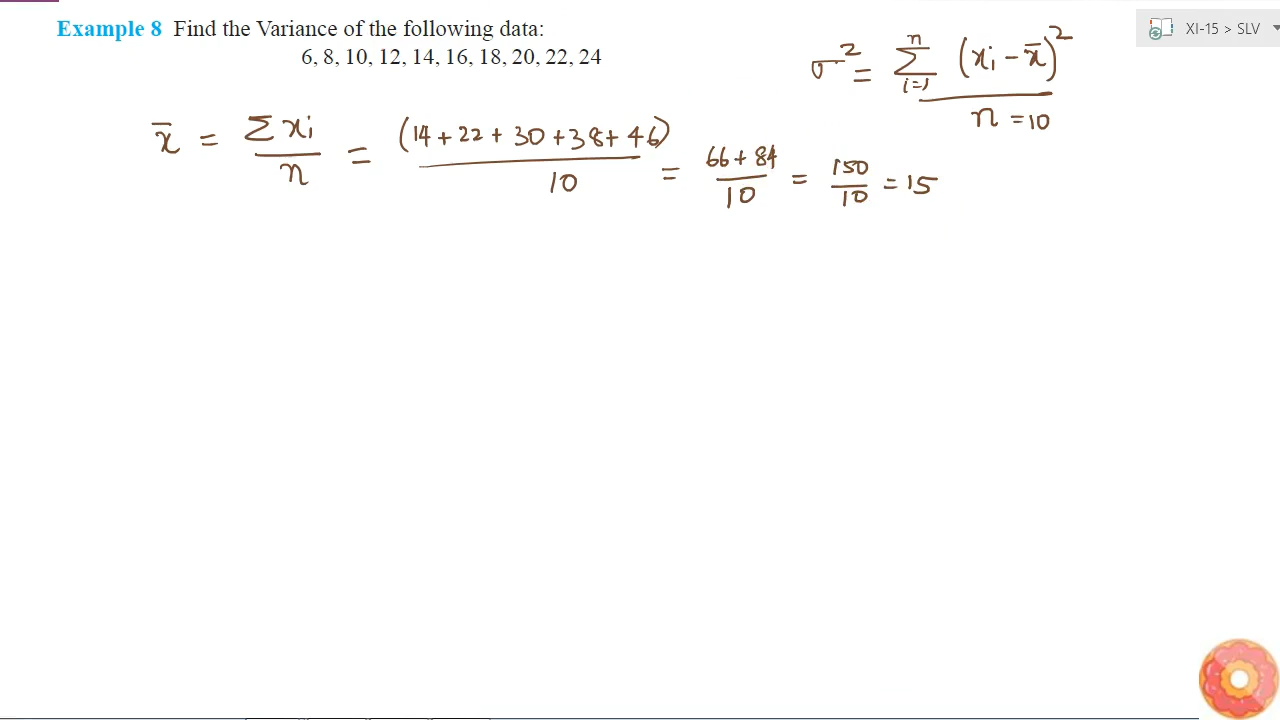 Example 8 Find the Variance of the following data:
6, 8, 10, 12, 14, 16, 18, 20, 22, 24
XI-15 > SLV
σ² = Σⁿᵢ₌₁ (xᵢ − x̄)² / n = 10
x̄ = Σxᵢ / n = (14 + 22 + 30 + 38 + 46) / 10 = 66 + 84 / 10 = 150 / 10 = 15